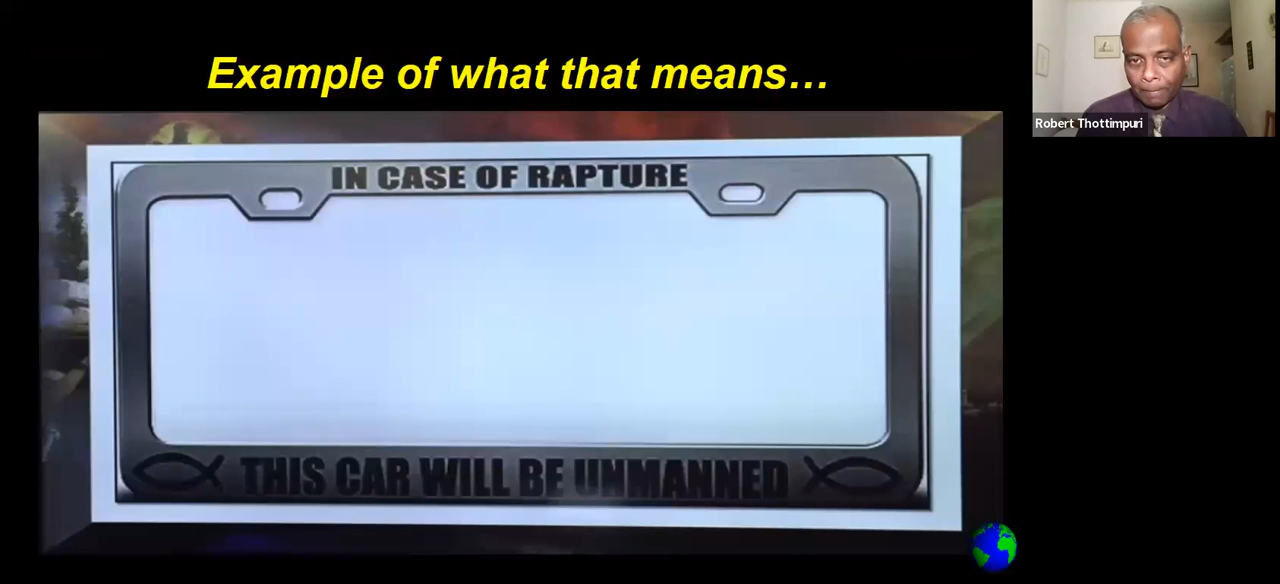 Example of what that means…
IN CASE OF RAPTURE
THIS CAR WILL BE UNMANNED
Robert Thottimpuri